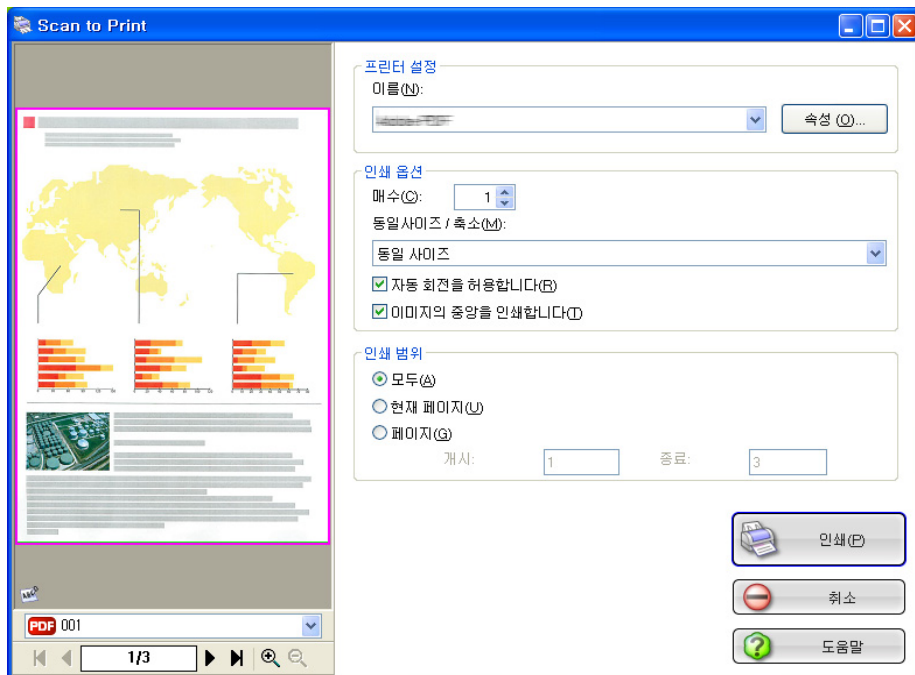 Scan to Print
프린터 설정
이름(N):
속성 (O)...
인쇄 옵션
매수(C):
1
동일사이즈 / 축소(M):
동일 사이즈
자동 회전을 허용합니다(R)
이미지의 중앙을 인쇄합니다(T)
인쇄 범위
모두(A)
현재 페이지(U)
페이지(G)
개시: 1 종료: 3
인쇄(P)
취소
도움말
PDF 001
1/3